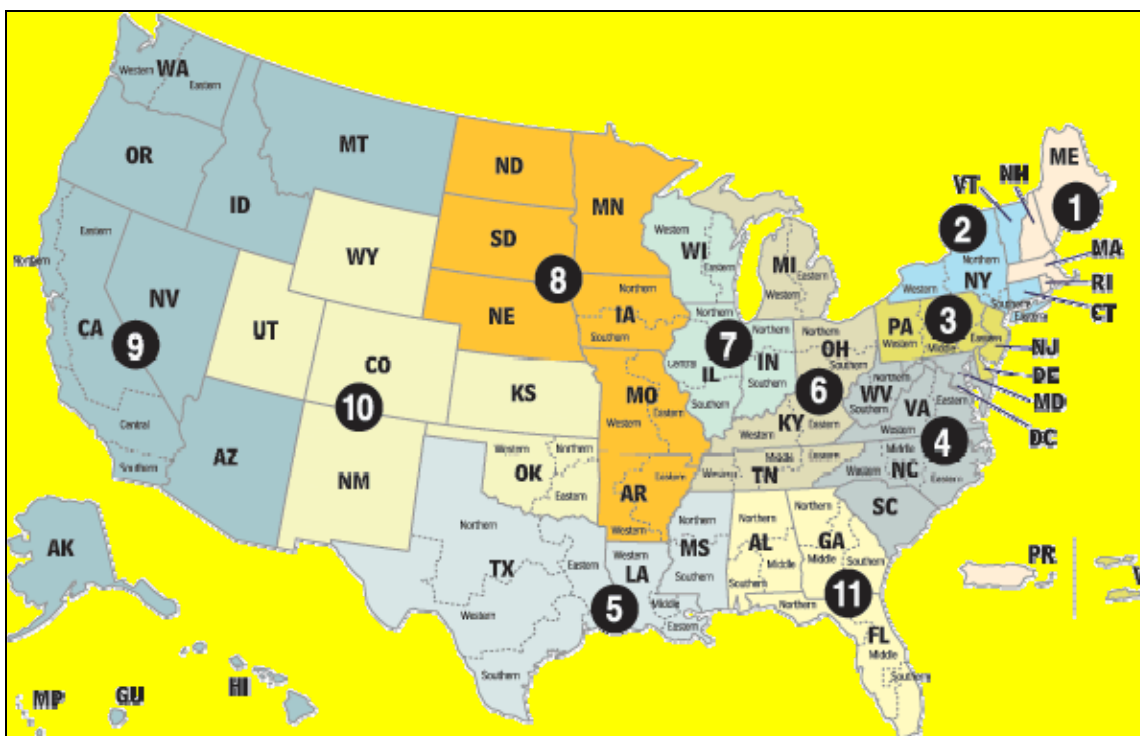 WA
Western
Eastern
OR
ID
MT
WY
NV
UT
CO
CA
Northern
Eastern
Central
Southern
9
AZ
NM
10
KS
OK
Western
Northern
Eastern
ND
SD
NE
8
MN
IA
Northern
Southern
MO
Western
Eastern
AR
Eastern
Western
WI
Western
Eastern
MI
Eastern
Western
Northern
IL
Central
Southern
7
Northern
IN
Southern
Northern
OH
Southern
6
KY
Western
Eastern
TN
Western
Middle
Eastern
ME
NH
VT
1
2
MA
RI
CT
Northern
NY
Western
Southern
Eastern
PA
3
Western
Middle
Eastern
NJ
DE
MD
DC
Northern
WV
Southern
VA
Eastern
Western
4
Middle
NC
Western
Eastern
SC
TX
Northern
Eastern
Western
Southern
Western
LA
Middle
Eastern
5
Northern
MS
Southern
Northern
AL
Middle
Southern
Northern
GA
Middle
Southern
11
Northern
FL
Middle
Southern
AK
HI
MP
GU
PR